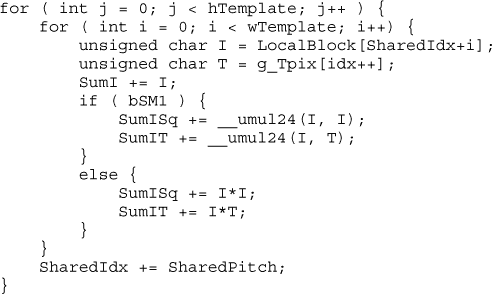 for ( int j = 0; j < hTemplate; j++ ) {
    for ( int i = 0; i < wTemplate; i++) {
        unsigned char I = LocalBlock[SharedIdx+i];
        unsigned char T = g_Tpix[idx++];
        SumI += I;
        if ( bSM1 ) {
            SumISq += __umul24(I, I);
            SumIT += __umul24(I, T);
        }
        else {
            SumISq += I*I;
            SumIT += I*T;
        }
    }
    SharedIdx += SharedPitch;
}